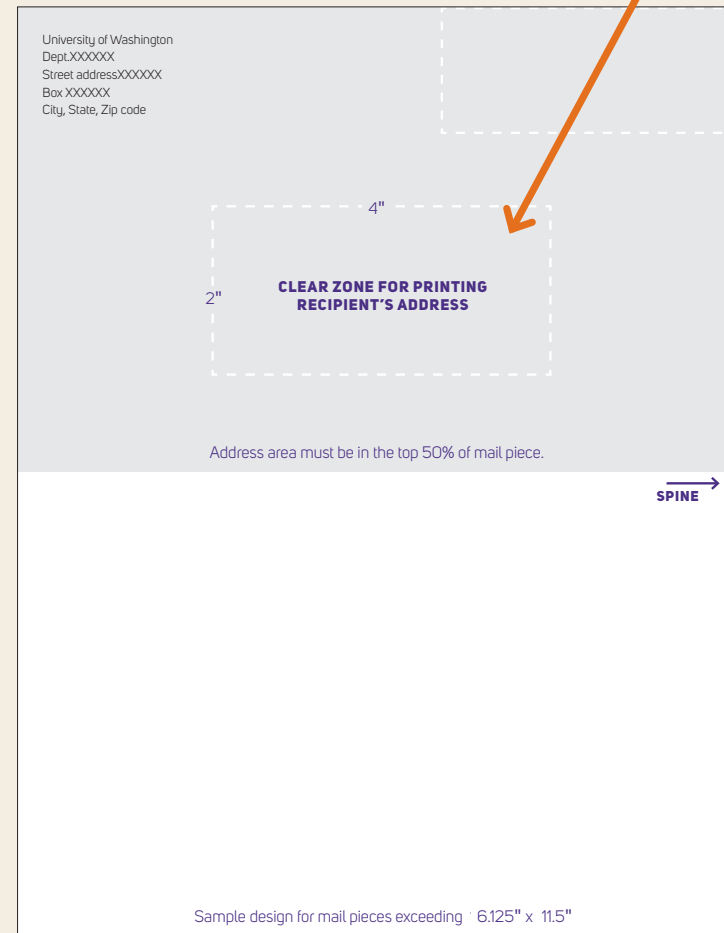 University of Washington
Dept.XXXXXX
Street addressXXXXXX
Box XXXXXX
City, State, Zip code
4"
2"
CLEAR ZONE FOR PRINTING
RECIPIENT’S ADDRESS
Address area must be in the top 50% of mail piece.
SPINE
Sample design for mail pieces exceeding 6.125" x 11.5"